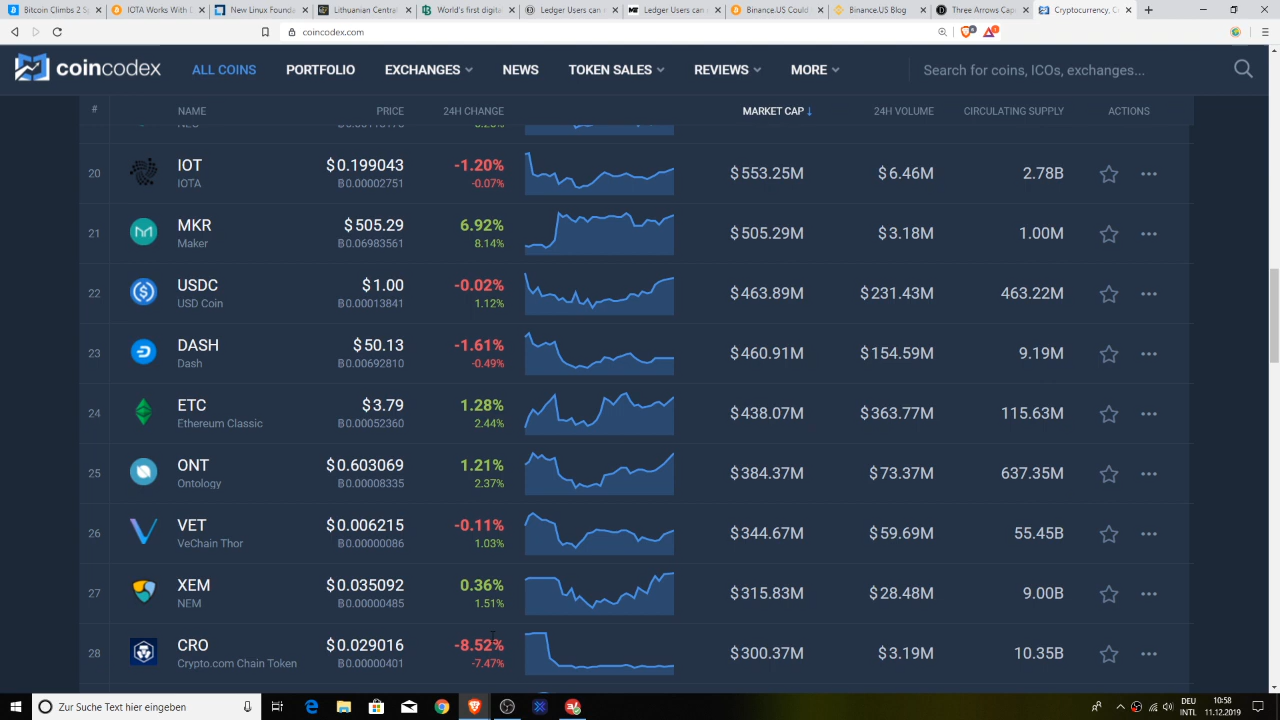 Bitcoin Climbs 2 S
IOTA Works With E
New Linux Founda
Lithuanian Central
World's first digital
Ledger Users can
Ledger Users can
Binance.US Could
Binance.US Blog
Three Arrows Cap
Cryptocurrency, C
coincodex.com
coincodex
ALL COINS
PORTFOLIO
EXCHANGES
NEWS
TOKEN SALES
REVIEWS
MORE
Search for coins, ICOs, exchanges...
# NAME PRICE 24H CHANGE MARKET CAP ↓ 24H VOLUME CIRCULATING SUPPLY ACTIONS
20 IOT $ 0.199043 -1.20% $ 553.25M $ 6.46M 2.78B
IOTA Ƀ0.00002751 -0.07%
21 MKR $ 505.29 6.92% $ 505.29M $ 3.18M 1.00M
Maker Ƀ0.06983561 8.14%
22 USDC $ 1.00 -0.02% $ 463.89M $ 231.43M 463.22M
USD Coin Ƀ0.00013841 1.12%
23 DASH $ 50.13 -1.61% $ 460.91M $ 154.59M 9.19M
Dash Ƀ0.00692810 -0.49%
24 ETC $ 3.79 1.28% $ 438.07M $ 363.77M 115.63M
Ethereum Classic Ƀ0.00052360 2.44%
25 ONT $ 0.603069 1.21% $ 384.37M $ 73.37M 637.35M
Ontology Ƀ0.00008335 2.37%
26 VET $ 0.006215 -0.11% $ 344.67M $ 59.69M 55.45B
VeChain Thor Ƀ0.00000086 1.03%
27 XEM $ 0.035092 0.36% $ 315.83M $ 28.48M 9.00B
NEM Ƀ0.00000485 1.51%
28 CRO $ 0.029016 -8.52% $ 300.37M $ 3.19M 10.35B
Crypto.com Chain Token Ƀ0.00000401 -7.47%
Zur Suche Text hier eingeben
DEU 10:58
INTL 11.12.2019